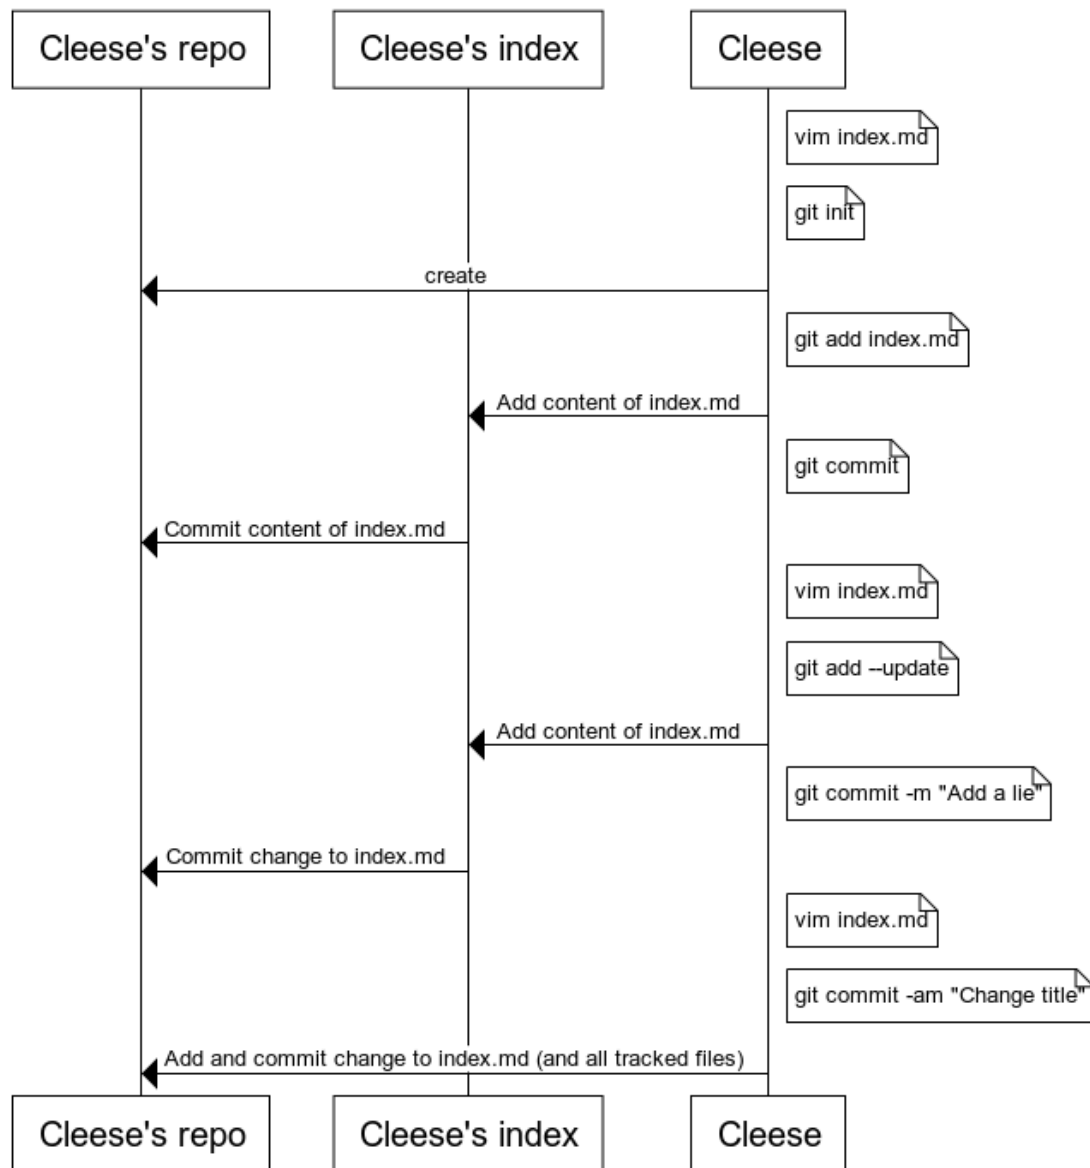 Cleese's repo
Cleese's index
Cleese
vim index.md
git init
create
git add index.md
Add content of index.md
git commit
Commit content of index.md
vim index.md
git add --update
Add content of index.md
git commit -m "Add a lie"
Commit change to index.md
vim index.md
git commit -am "Change title"
Add and commit change to index.md (and all tracked files)
Cleese's repo
Cleese's index
Cleese